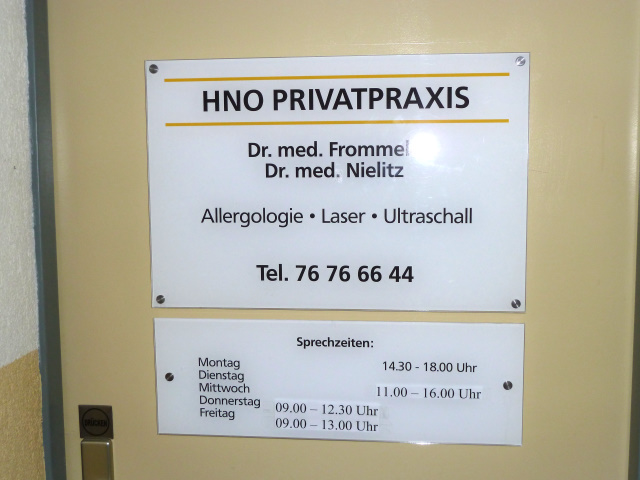 HNO PRIVATPRAXIS
Dr. med. Frommel
Dr. med. Nielitz
Allergologie • Laser • Ultraschall
Tel. 76 76 66 44
Sprechzeiten:
Montag 14.30 - 18.00 Uhr
Dienstag
Mittwoch 11.00 – 16.00 Uhr
Donnerstag 09.00 – 12.30 Uhr
Freitag 09.00 – 13.00 Uhr